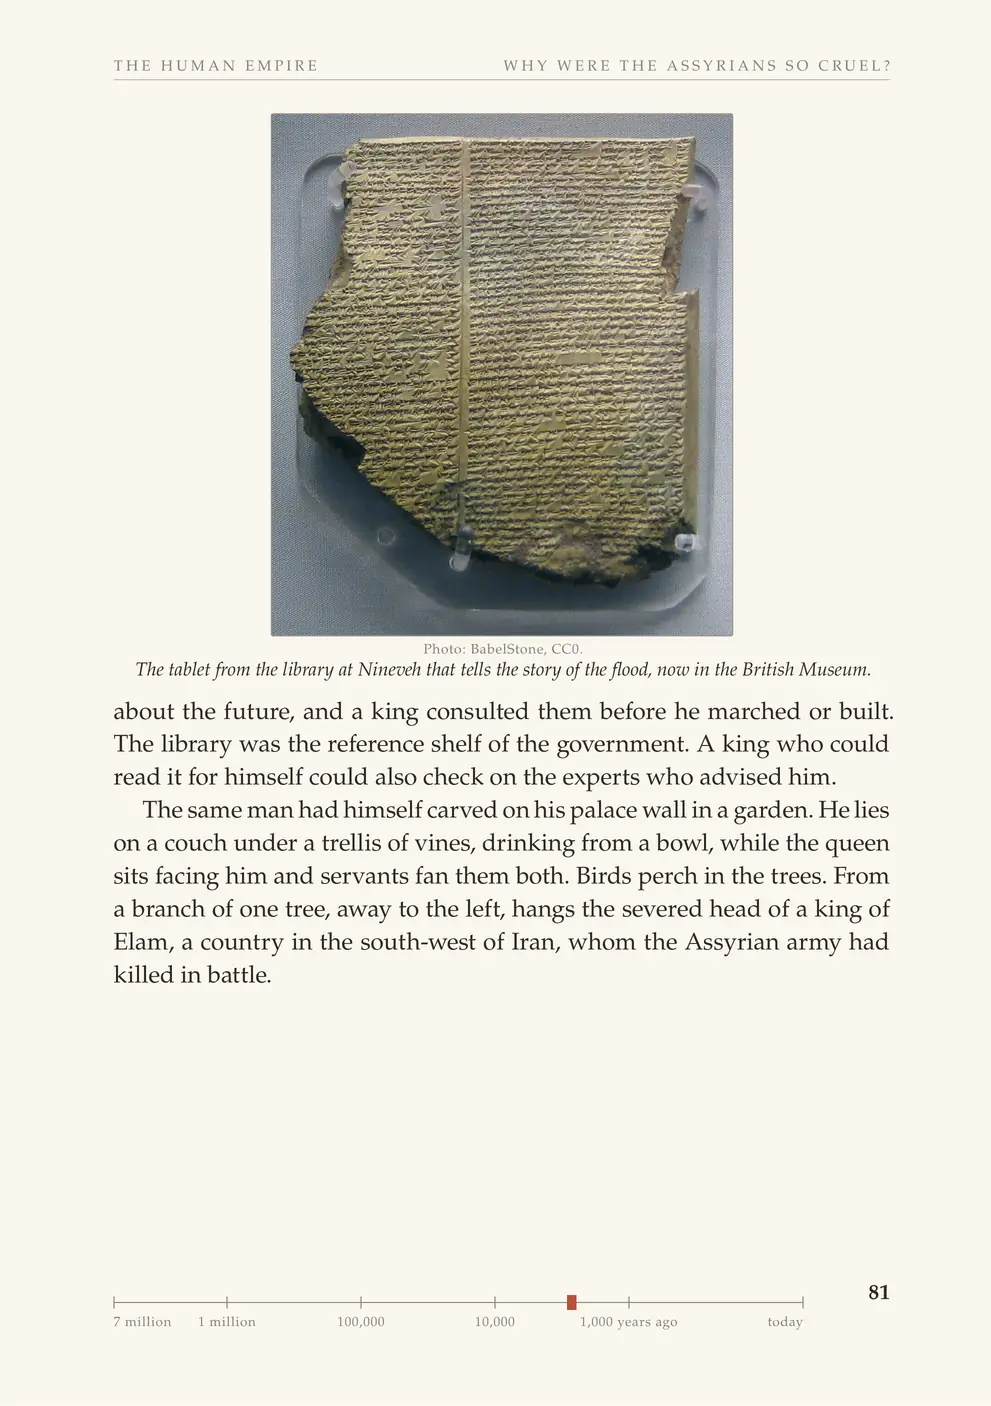 THE HUMAN EMPIRE
WHY WERE THE ASSYRIANS SO CRUEL?
Photo: BabelStone, CC0.
The tablet from the library at Nineveh that tells the story of the flood, now in the British Museum.
about the future, and a king consulted them before he marched or built.
The library was the reference shelf of the government. A king who could
read it for himself could also check on the experts who advised him.
The same man had himself carved on his palace wall in a garden. He lies
on a couch under a trellis of vines, drinking from a bowl, while the queen
sits facing him and servants fan them both. Birds perch in the trees. From
a branch of one tree, away to the left, hangs the severed head of a king of
Elam, a country in the south-west of Iran, whom the Assyrian army had
killed in battle.
81
7 million 1 million 100,000 10,000 1,000 years ago today